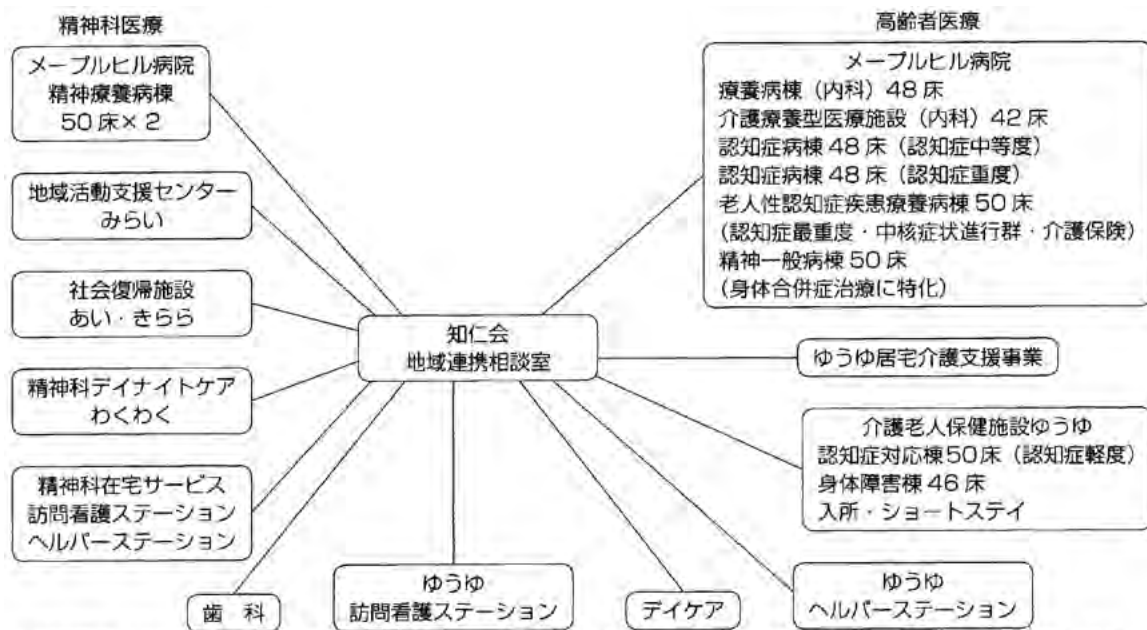 精神科医療
メープルヒル病院
精神療養病棟
50床×2
地域活動支援センター
みらい
社会復帰施設
あい・きらら
精神科デイナイトケア
わくわく
精神科在宅サービス
訪問看護ステーション
ヘルパーステーション
歯　科
知仁会
地域連携相談室
ゆうゆ
訪問看護ステーション
デイケア
高齢者医療
メープルヒル病院
療養病棟（内科）48床
介護療養型医療施設（内科）42床
認知症病棟48床（認知症中等度）
認知症病棟48床（認知症重度）
老人性認知症疾患療養病棟50床
(認知症最重度・中核症状進行群・介護保険)
精神一般病棟50床
(身体合併症治療に特化)
ゆうゆ居宅介護支援事業
介護老人保健施設ゆうゆ
認知症対応棟50床（認知症軽度）
身体障害棟46床
入所・ショートステイ
ゆうゆ
ヘルパーステーション